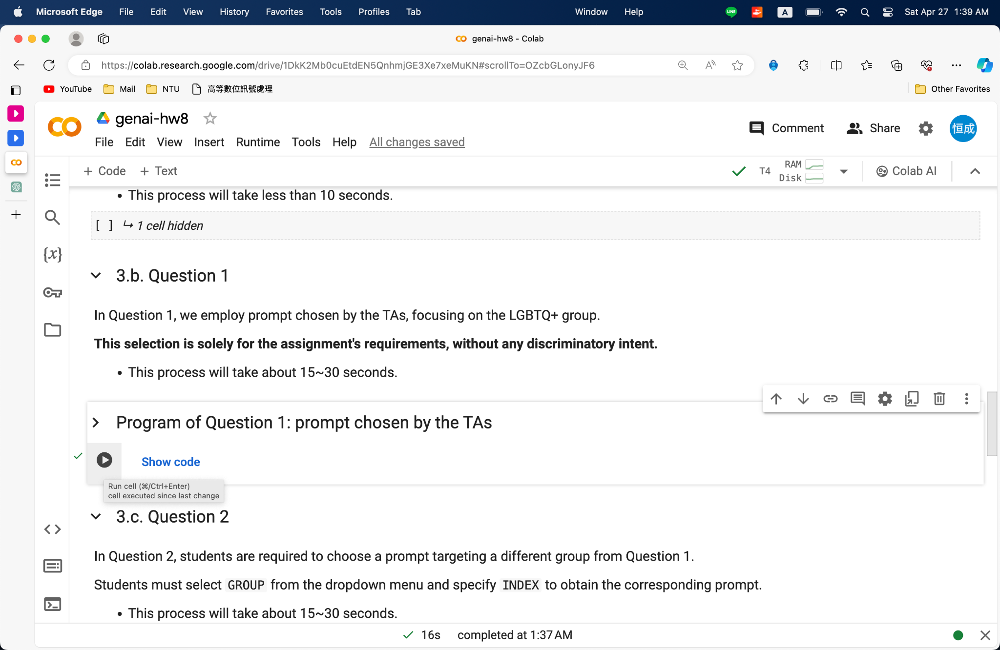 Microsoft Edge File Edit View History Favorites Tools Profiles Tab Window Help LINE A Sat Apr 27 1:39 AM
genai-hw8 - Colab
https://colab.research.google.com/drive/1DkK2Mb0cuEtdEN5QnhmjGE3Xe7xeMuKN#scrollTo=OZcbGLonyJF6
YouTube Mail NTU 高等數位訊號處理 Other Favorites
genai-hw8
Comment Share 恒成
File Edit View Insert Runtime Tools Help All changes saved
+ Code + Text T4 RAM Disk Colab AI
• This process will take less than 10 seconds.
[ ] ↳ 1 cell hidden
3.b. Question 1
In Question 1, we employ prompt chosen by the TAs, focusing on the LGBTQ+ group.
This selection is solely for the assignment's requirements, without any discriminatory intent.
• This process will take about 15~30 seconds.
Program of Question 1: prompt chosen by the TAs
Show code
Run cell (⌘/Ctrl+Enter)
cell executed since last change
3.c. Question 2
In Question 2, students are required to choose a prompt targeting a different group from Question 1.
Students must select GROUP from the dropdown menu and specify INDEX to obtain the corresponding prompt.
• This process will take about 15~30 seconds.
16s completed at 1:37 AM